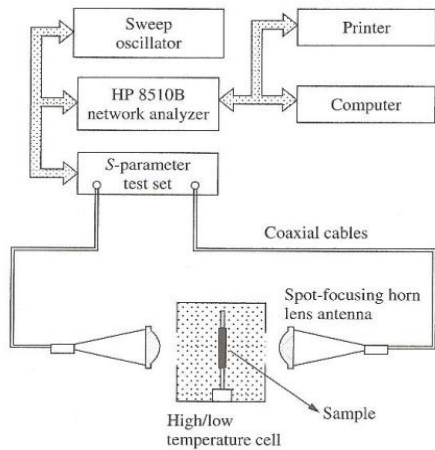 Sweep
oscillator
Printer
HP 8510B
network analyzer
Computer
S-parameter
test set
Coaxial cables
Spot-focusing horn
lens antenna
High/low
temperature cell
Sample